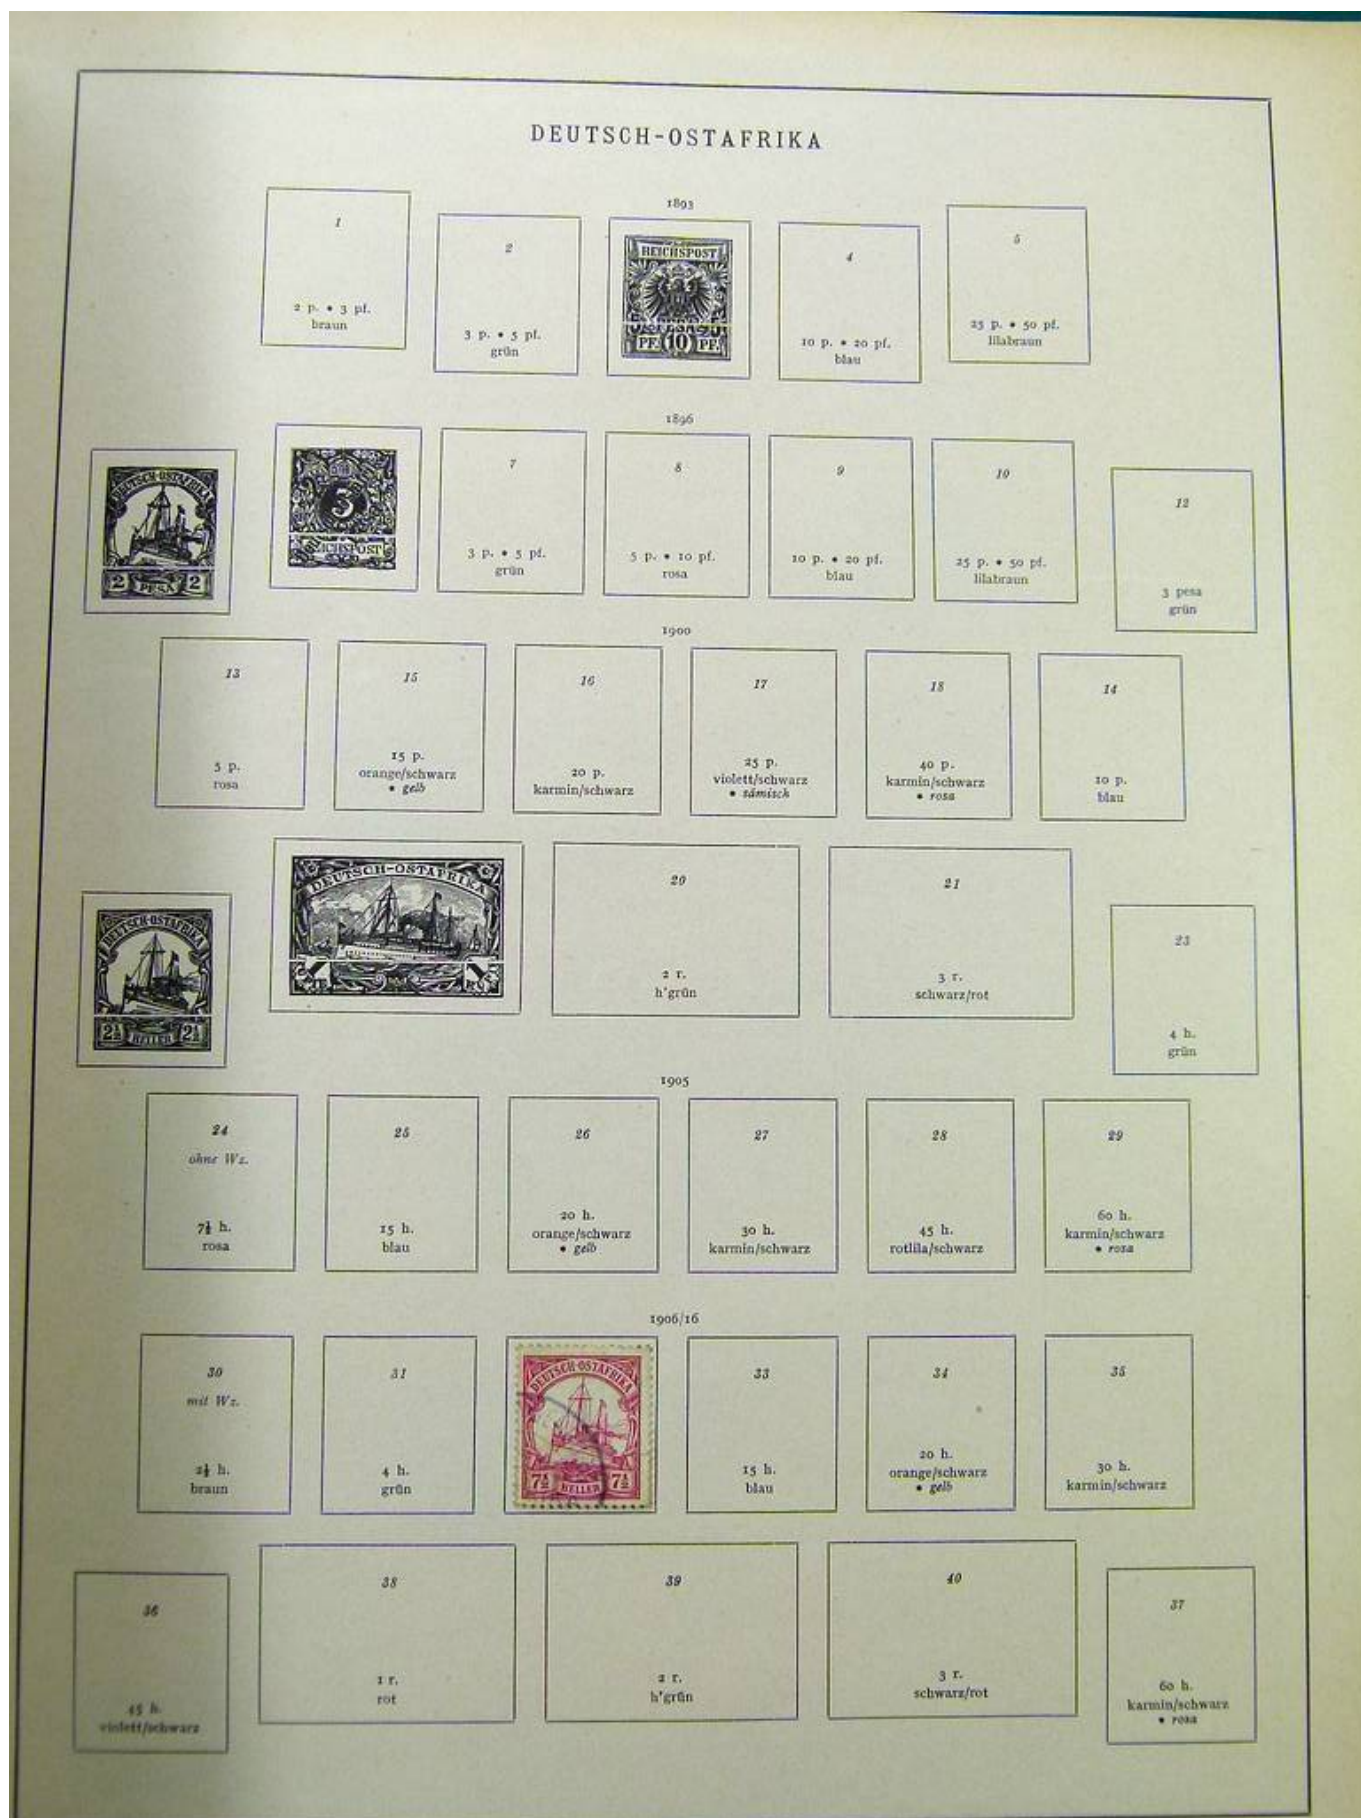 DEUTSCH-OSTAFRIKA
1893
1
2 p. • 3 pf.
braun
2
3 p. • 5 pf.
grün
REICHSPOST
PF. 10 PF.
4
10 p. • 20 pf.
blau
5
25 p. • 50 pf.
lilabraun
1896
DEUTSCH-OSTAFRIKA
2 PESA 2
3
REICHSPOST
7
3 p. • 5 pf.
grün
8
5 p. • 10 pf.
rosa
9
10 p. • 20 pf.
blau
10
25 p. • 50 pf.
lilabraun
12
3 pesa
grün
1900
13
5 p.
rosa
15
15 p.
orange/schwarz
• gelb
16
20 p.
karmin/schwarz
17
25 p.
violett/schwarz
• sämisch
18
40 p.
karmin/schwarz
• rosa
14
10 p.
blau
DEUTSCH-OSTAFRIKA
2½ HELLER 2½
DEUTSCH-OSTAFRIKA
20
2 r.
h'grün
21
3 r.
schwarz/rot
23
4 h.
grün
1905
24
ohne Wz.
7½ h.
rosa
25
15 h.
blau
26
20 h.
orange/schwarz
• gelb
27
30 h.
karmin/schwarz
28
45 h.
rotlila/schwarz
29
60 h.
karmin/schwarz
• rosa
1906/16
30
mit Wz.
2½ h.
braun
31
4 h.
grün
DEUTSCH-OSTAFRIKA
7½ HELLER 7½
33
15 h.
blau
34
20 h.
orange/schwarz
• gelb
35
30 h.
karmin/schwarz
36
45 h.
violett/schwarz
38
1 r.
rot
39
2 r.
h'grün
40
3 r.
schwarz/rot
37
60 h.
karmin/schwarz
• rosa